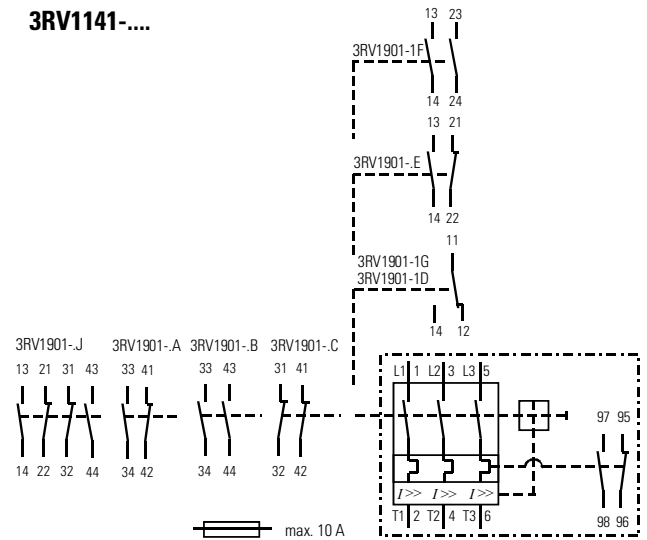 3RV1141-....
13 23
3RV1901-1F
14 24
13 21
3RV1901-.E
14 22
11
3RV1901-1G
3RV1901-1D
14 12
3RV1901-.J 3RV1901-.A 3RV1901-.B 3RV1901-.C
13 21 31 43 33 41 33 43 31 41
L1 1 L2 3 L3 5
97 95
14 22 32 44 34 42 34 44 32 42
I>> I>> I>>
T1 2 T2 4 T3 6
98 96
max. 10 A